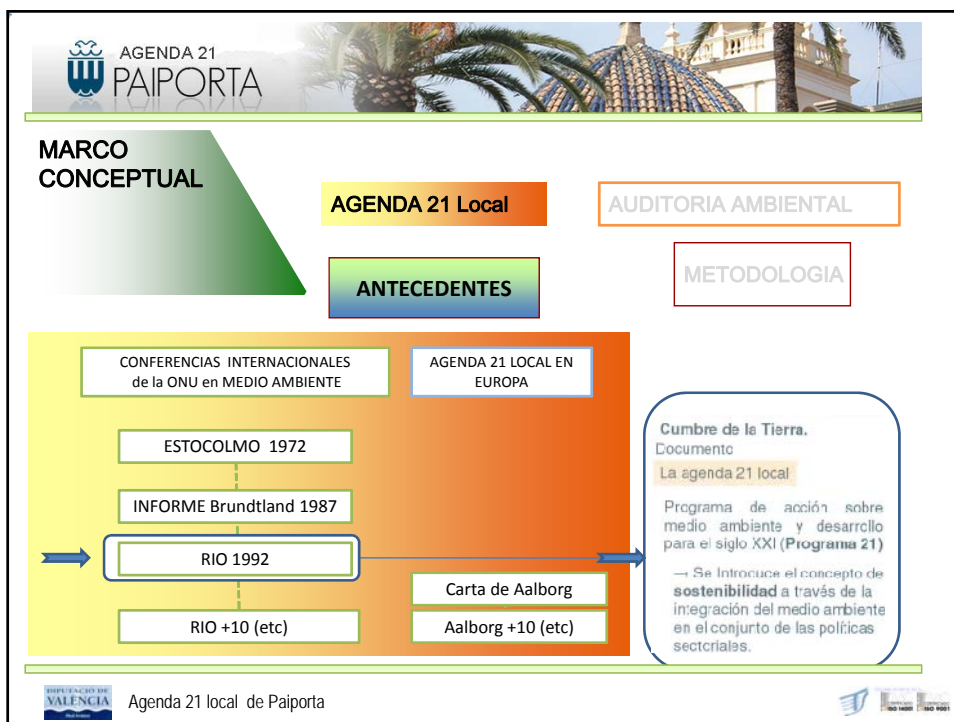 AGENDA 21
PAIPORTA
MARCO
CONCEPTUAL
AGENDA 21 Local
AUDITORIA AMBIENTAL
ANTECEDENTES
METODOLOGIA
CONFERENCIAS INTERNACIONALES
de la ONU en MEDIO AMBIENTE
AGENDA 21 LOCAL EN
EUROPA
ESTOCOLMO 1972
INFORME Brundtland 1987
RIO 1992
RIO +10 (etc)
Carta de Aalborg
Aalborg +10 (etc)
Cumbre de la Tierra.
Documento
La agenda 21 local
Programa de acción sobre
medio ambiente y desarrollo
para el siglo XXI (Programa 21)
→ Se Introduce el concepto de
sostenibilidad a través de la
integración del medio ambiente
en el conjunto de las políticas
sectoriales.
DIPUTACIÓ DE
VALÈNCIA
Agenda 21 local de Paiporta
ISO 14001
ISO 9001